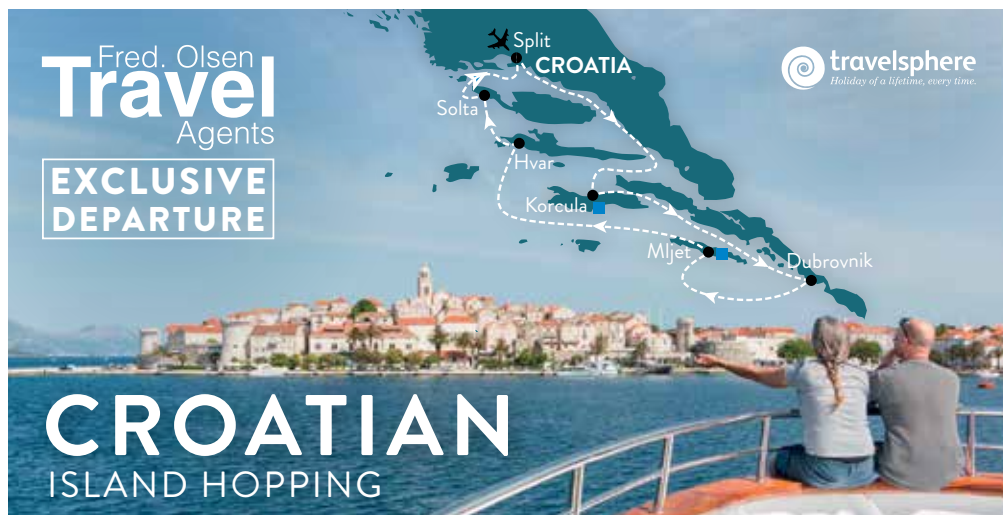 Fred. Olsen
Travel
Agents
EXCLUSIVE
DEPARTURE
Split
CROATIA
Solta
Hvar
Korcula
Mljet
Dubrovnik
travelsphere
Holiday of a lifetime, every time.
CROATIAN
ISLAND HOPPING